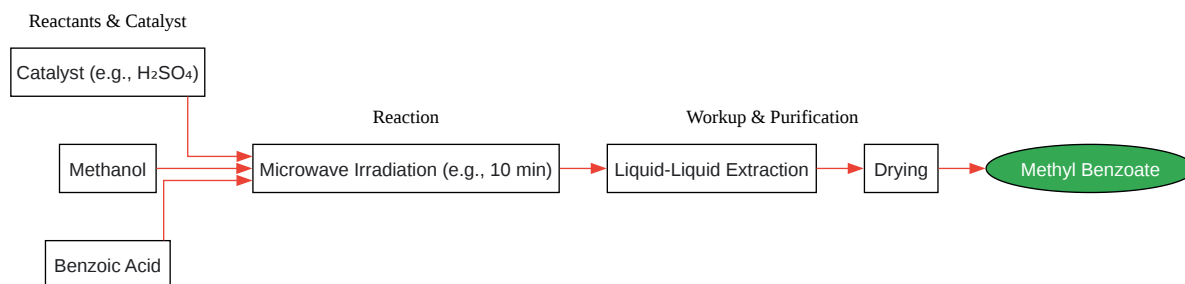 Reactants & Catalyst
Catalyst (e.g., H₂SO₄)
Reaction
Workup & Purification
Methanol
Microwave Irradiation (e.g., 10 min)
Liquid-Liquid Extraction
Drying
Methyl Benzoate
Benzoic Acid